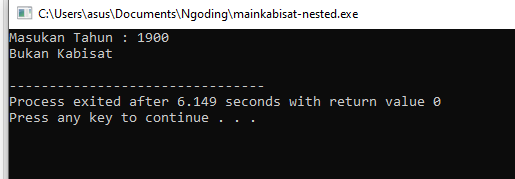 C:\Users\asus\Documents\Ngoding\mainkabisat-nested.exe
Masukan Tahun : 1900
Bukan Kabisat
--------------------------------
Process exited after 6.149 seconds with return value 0
Press any key to continue . . .